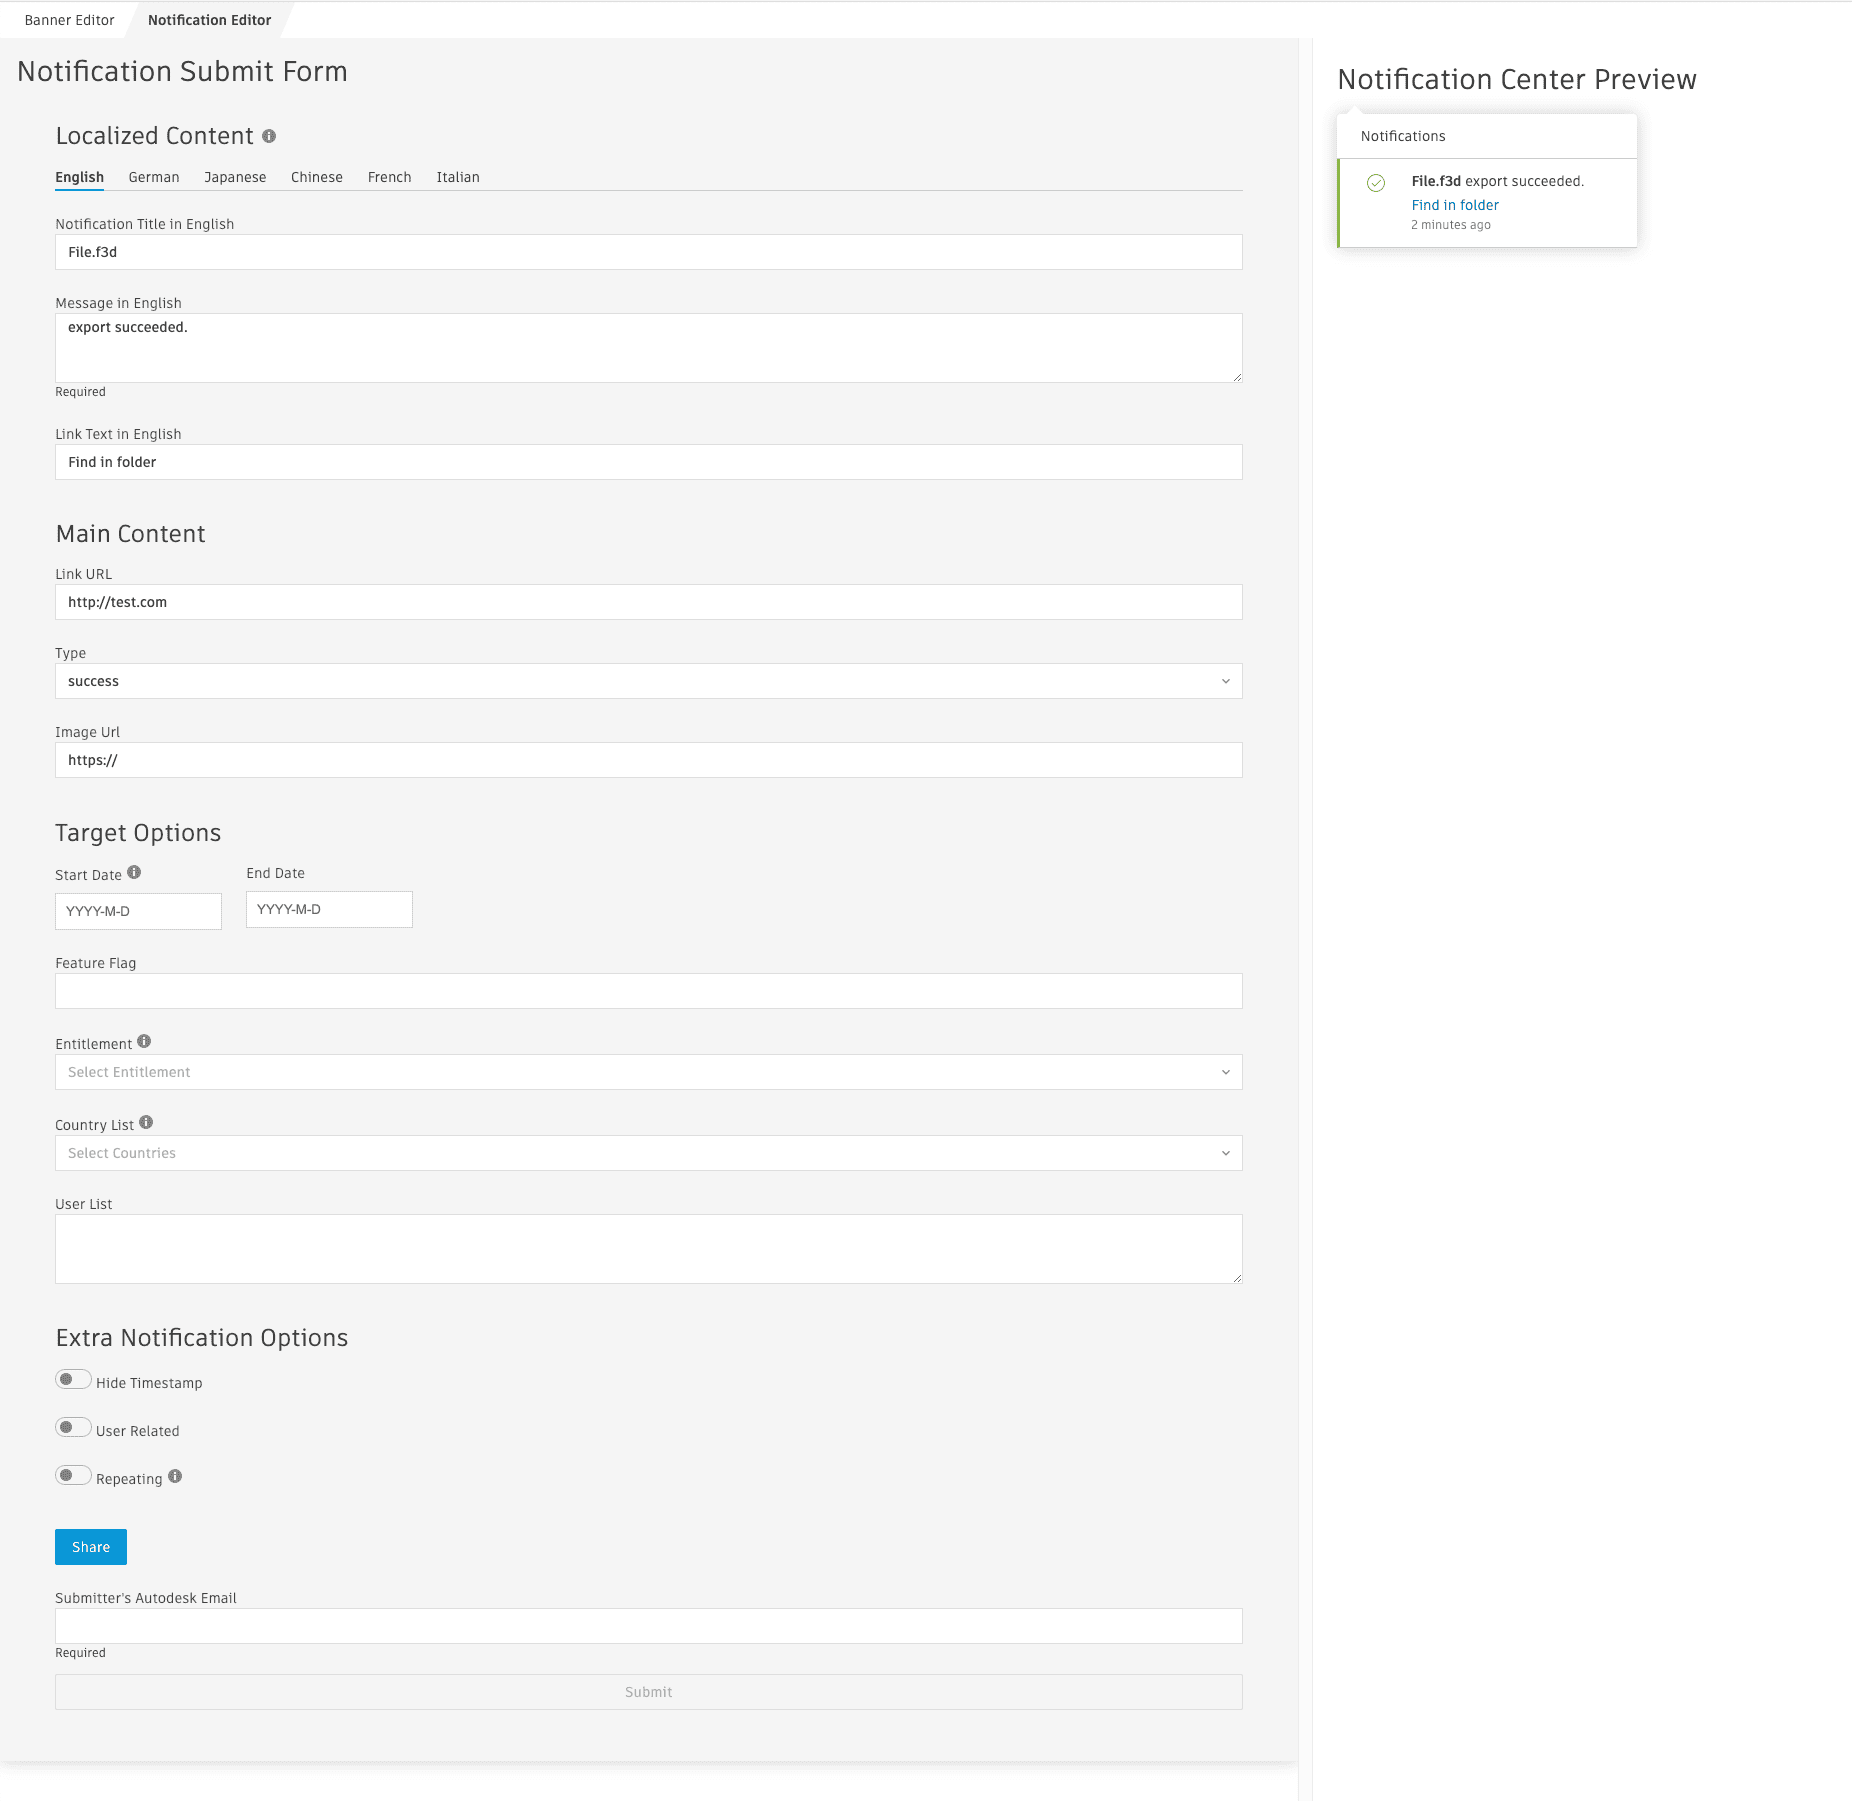 Banner Editor
Notification Editor
Notification Submit Form
Localized Content
English German Japanese Chinese French Italian
Notification Title in English
File.f3d
Message in English
export succeeded.
Required
Link Text in English
Find in folder
Main Content
Link URL
http://test.com
Type
success
Image Url
https://
Target Options
Start Date
End Date
YYYY-M-D
YYYY-M-D
Feature Flag
Entitlement
Select Entitlement
Country List
Select Countries
User List
Extra Notification Options
Hide Timestamp
User Related
Repeating
Share
Submitter's Autodesk Email
Required
Submit
Notification Center Preview
Notifications
File.f3d export succeeded.
Find in folder
2 minutes ago